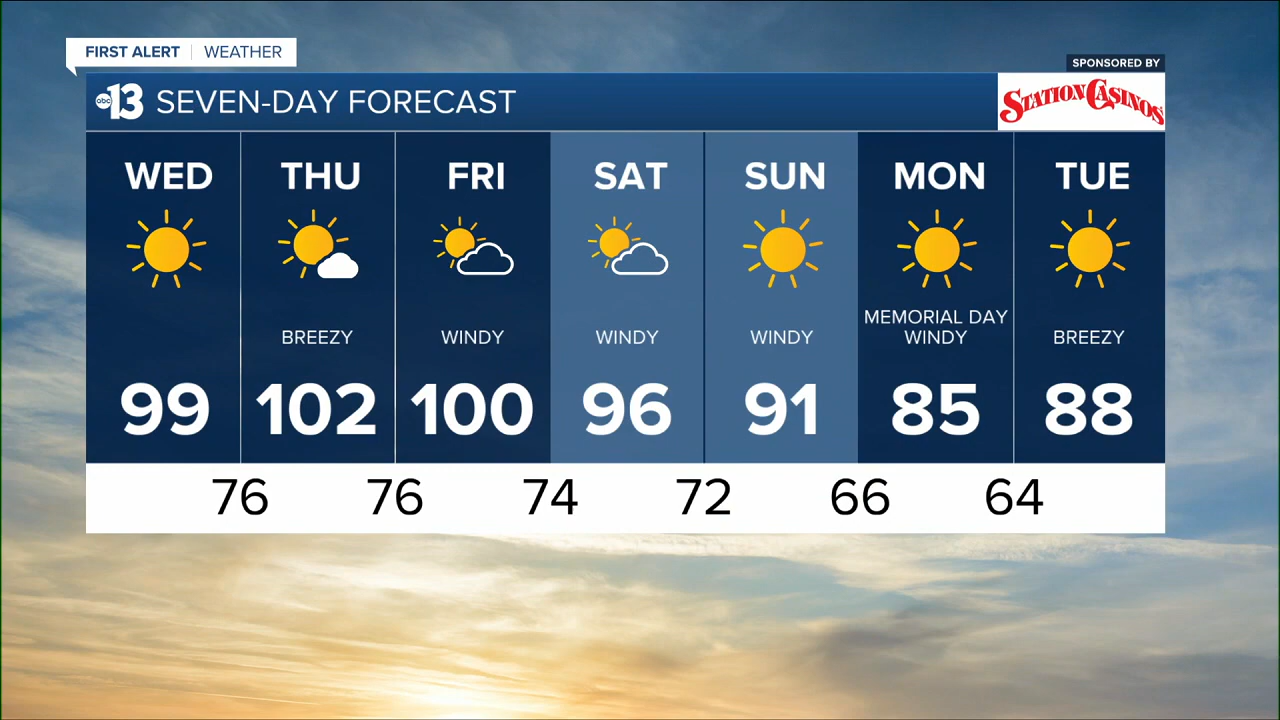 FIRST ALERT | WEATHER
SPONSORED BY
abc 13 SEVEN-DAY FORECAST
STATION CASINOS
WED THU FRI SAT SUN MON TUE
MEMORIAL DAY
BREEZY WINDY WINDY WINDY WINDY BREEZY
99 102 100 96 91 85 88
76 76 74 72 66 64